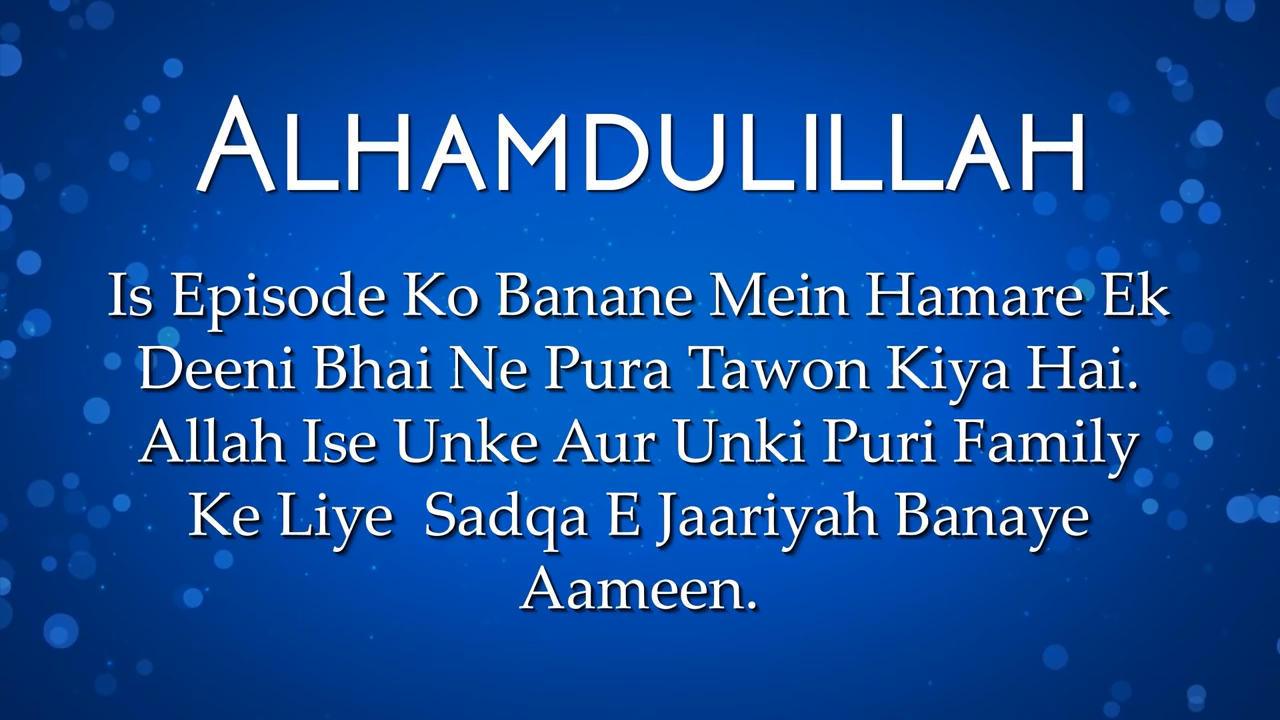 ALHAMDULILLAH
Is Episode Ko Banane Mein Hamare Ek
Deeni Bhai Ne Pura Tawon Kiya Hai.
Allah Ise Unke Aur Unki Puri Family
Ke Liye  Sadqa E Jaariyah Banaye
Aameen.